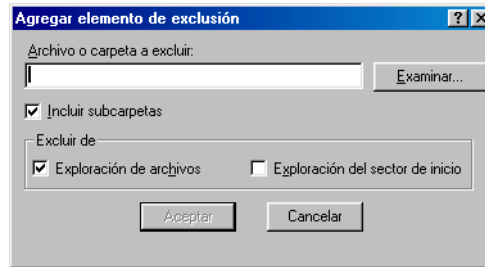 Agregar elemento de exclusión
Archivo o carpeta a excluir:
Examinar...
Incluir subcarpetas
Excluir de
Exploración de archivos Exploración del sector de inicio
Aceptar Cancelar